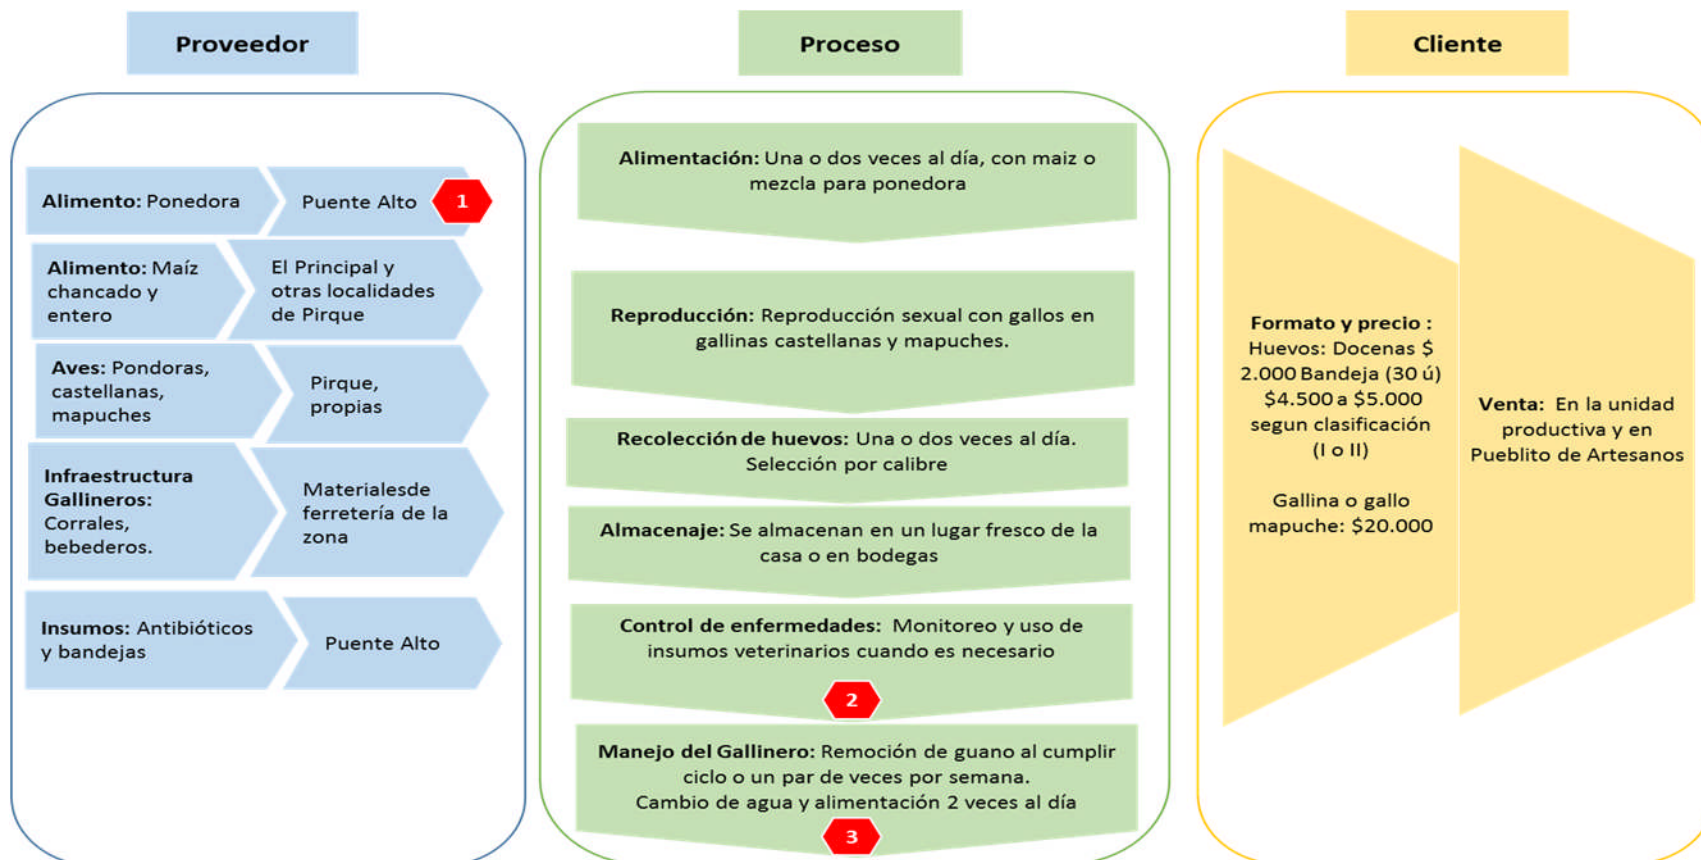 Proveedor
Alimento: Ponedora
Puente Alto
1
Alimento: Maíz
chancado y
entero
El Principal y
otras localidades
de Pirque
Aves: Pondoras,
castellanas,
mapuches
Pirque,
propias
Infraestructura
Gallineros:
Corrales,
bebederos.
Materialesde
ferretería de la
zona
Insumos: Antibióticos
y bandejas
Puente Alto
Proceso
Alimentación: Una o dos veces al día, con maiz o
mezcla para ponedora
Reproducción: Reproducción sexual con gallos en
gallinas castellanas y mapuches.
Recolección de huevos: Una o dos veces al día.
Selección por calibre
Almacenaje: Se almacenan en un lugar fresco de la
casa o en bodegas
Control de enfermedades: Monitoreo y uso de
insumos veterinarios cuando es necesario
2
Manejo del Gallinero: Remoción de guano al cumplir
ciclo o un par de veces por semana.
Cambio de agua y alimentación 2 veces al día
3
Cliente
Formato y precio :
Huevos: Docenas $
2.000 Bandeja (30 ú)
$4.500 a $5.000
segun clasificación
(I o II)
Gallina o gallo
mapuche: $20.000
Venta: En la unidad
productiva y en
Pueblito de Artesanos